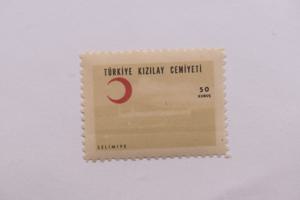 TÜRKİYE KIZILAY CEMİYETİ
50
KURUŞ
SELİMİYE